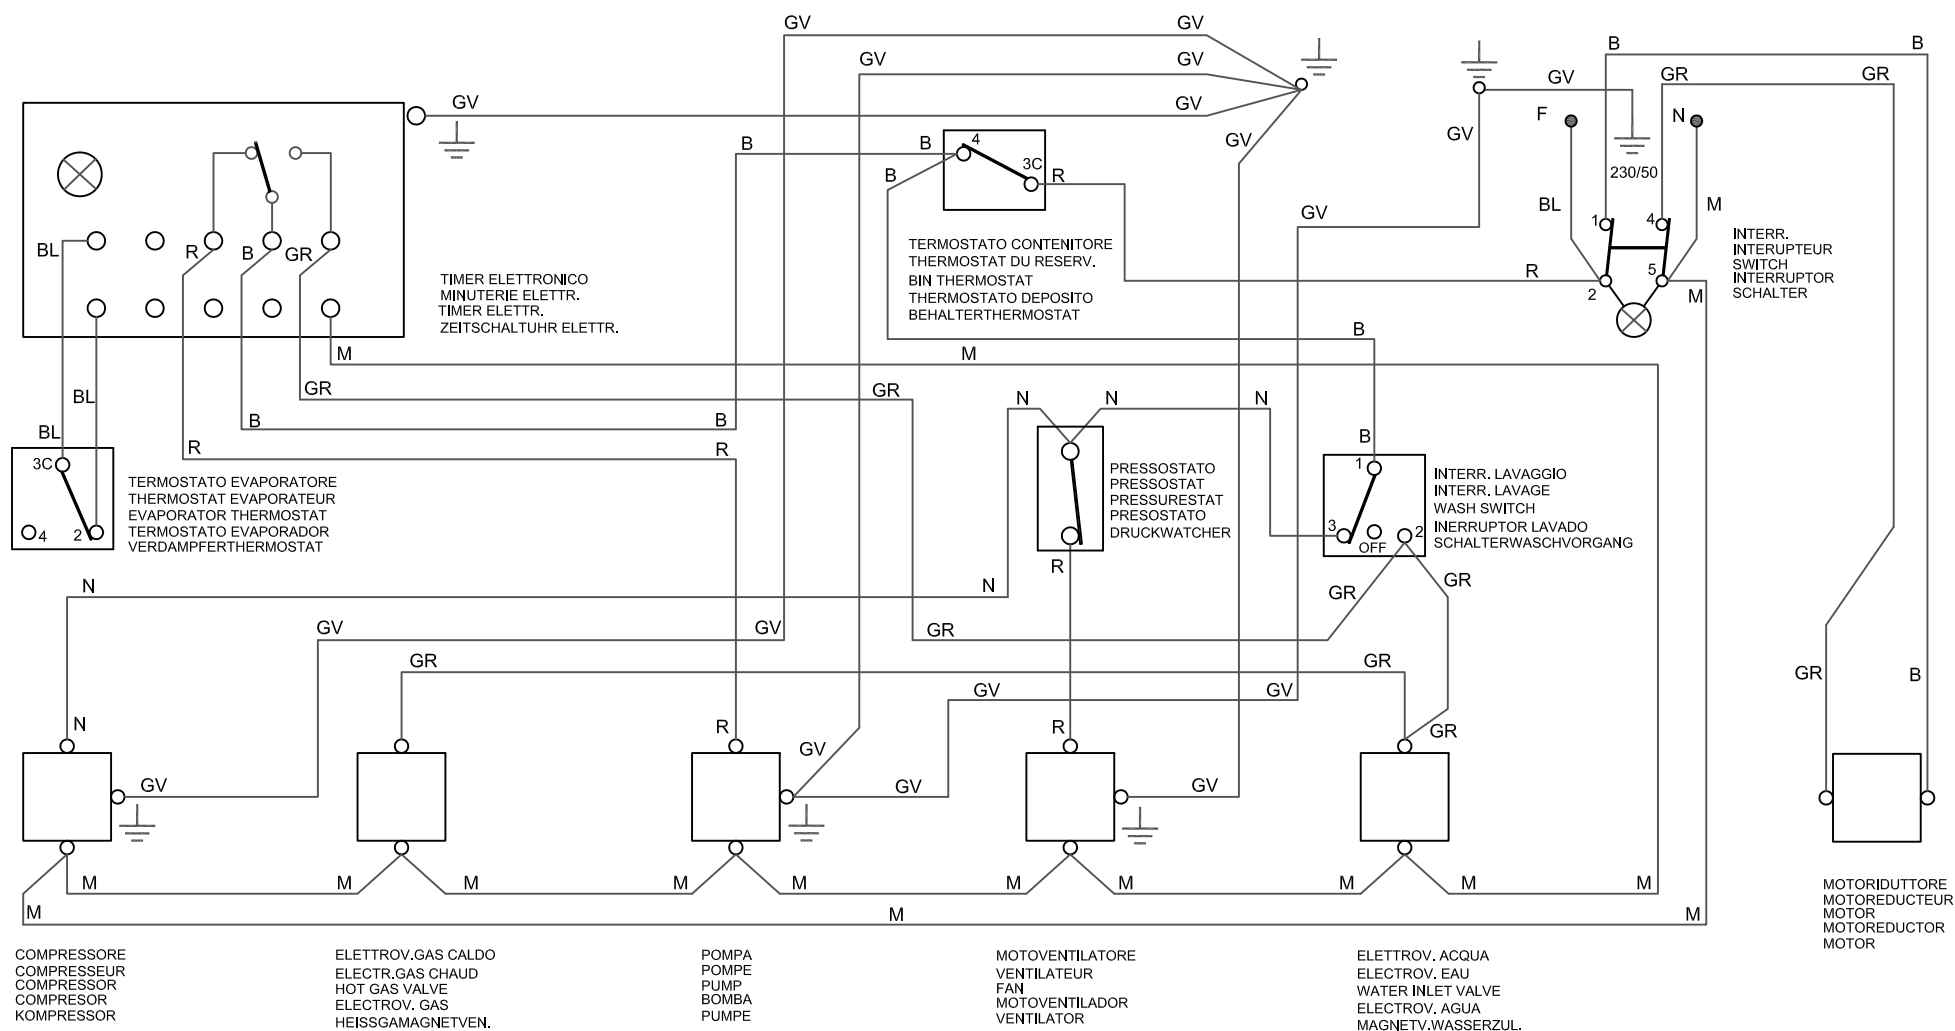 GV
GV
B
B
GV
GV
GR
GR
GV
GV
GV
F
N
GV
GV
B
B
4
230/50
3C
R
B
BL
M
GV
1
4
R
B
GR
BL
TERMOSTATO CONTENITORE
THERMOSTAT DU RESERV.
BIN THERMOSTAT
THERMOSTATO DEPOSITO
BEHALTERTHERMOSTAT
INTERR.
INTERUPTEUR
SWITCH
INTERRUPTOR
SCHALTER
TIMER ELETTRONICO
MINUTERIE ELETTR.
TIMER ELETTR.
ZEITSCHALTUHR ELETTR.
R
2
5
M
B
M
M
GR
GR
BL
N
N
N
B
B
BL
R
R
B
3C
4
2
TERMOSTATO EVAPORATORE
THERMOSTAT EVAPORATEUR
EVAPORATOR THERMOSTAT
TERMOSTATO EVAPORADOR
VERDAMPFERTHERMOSTAT
PRESSOSTATO
PRESSOSTAT
PRESSURESTAT
PRESOSTATO
DRUCKWATCHER
1
3
2
OFF
INTERR. LAVAGGIO
INTERR. LAVAGE
WASH SWITCH
INERRUPTOR LAVADO
SCHALTERWASCHVORGANG
R
N
N
GR
GR
GV
GV
GR
GR
GR
GR
B
GV
GV
N
R
R
GR
GV
GV
GV
GV
M
M
M
M
M
M
M
M
M
M
M
M
M
COMPRESSORE
COMPRESSEUR
COMPRESSOR
COMPRESOR
KOMPRESSOR
ELETTROV.GAS CALDO
ELECTR.GAS CHAUD
HOT GAS VALVE
ELECTROV. GAS
HEISSGAMAGNETVEN.
POMPA
POMPE
PUMP
BOMBA
PUMPE
MOTOVENTILATORE
VENTILATEUR
FAN
MOTOVENTILADOR
VENTILATOR
ELETTROV. ACQUA
ELECTROV. EAU
WATER INLET VALVE
ELECTROV. AGUA
MAGNETV.WASSERZUL.
MOTORIDUTTORE
MOTOREDUCTEUR
MOTOR
MOTOREDUCTOR
MOTOR